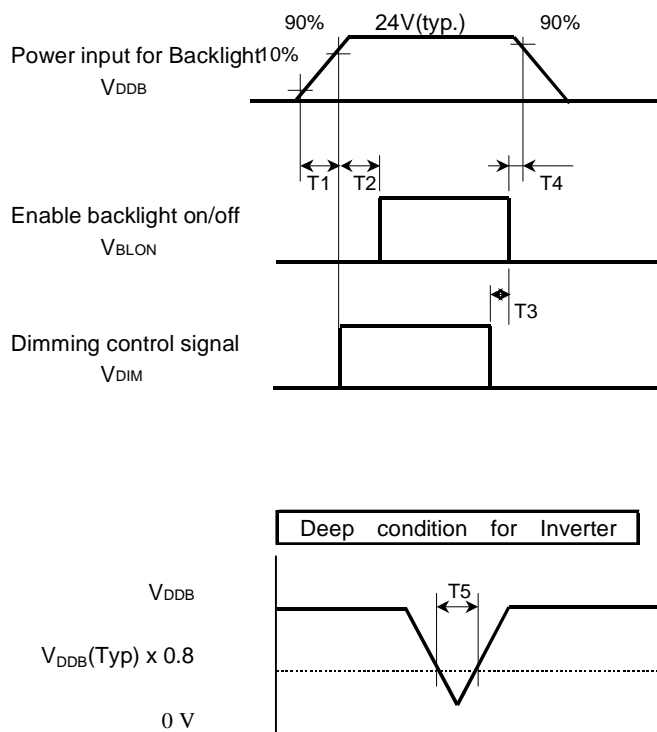 90% 24V(typ.) 90%
Power input for Backlight 10%
VDDB
T1 T2 T4
Enable backlight on/off
VBLON
T3
Dimming control signal
VDIM
Deep condition for Inverter
VDDB T5
VDDB(Typ) x 0.8
0 V